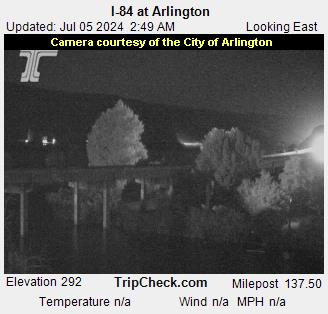 I-84 at Arlington
Updated: Jul 05 2024 2:49 AM Looking East
Camera courtesy of the City of Arlington
Elevation 292 TripCheck.com Milepost 137.50
Temperature n/a Wind n/a MPH n/a